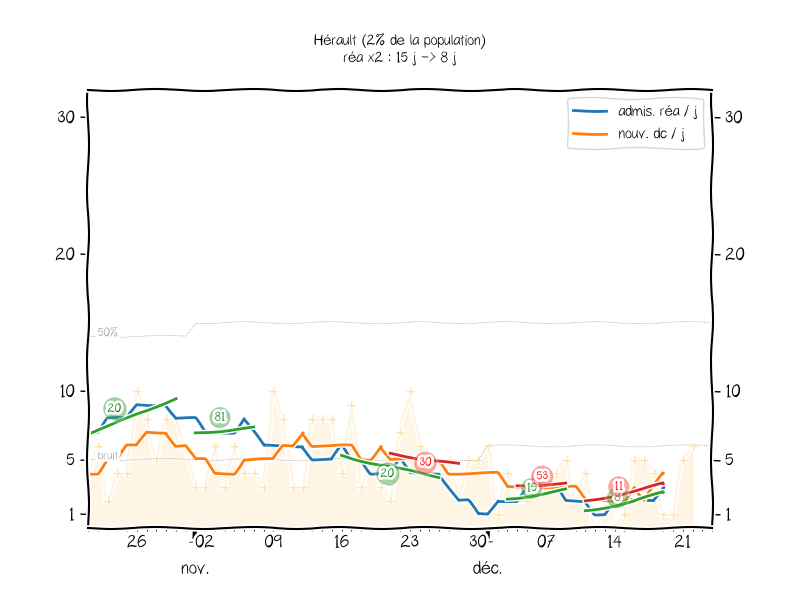 Hérault (2% de la population)
réa x2 : 15 j -> 8 j
admis. réa / j
nouv. dc / j
30 30
20 20
50%
10 10
20 81
bruit
5 5
20 30 15 53 8 11
1 1
26 02 09 16 23 30 07 14 21
nov. déc.